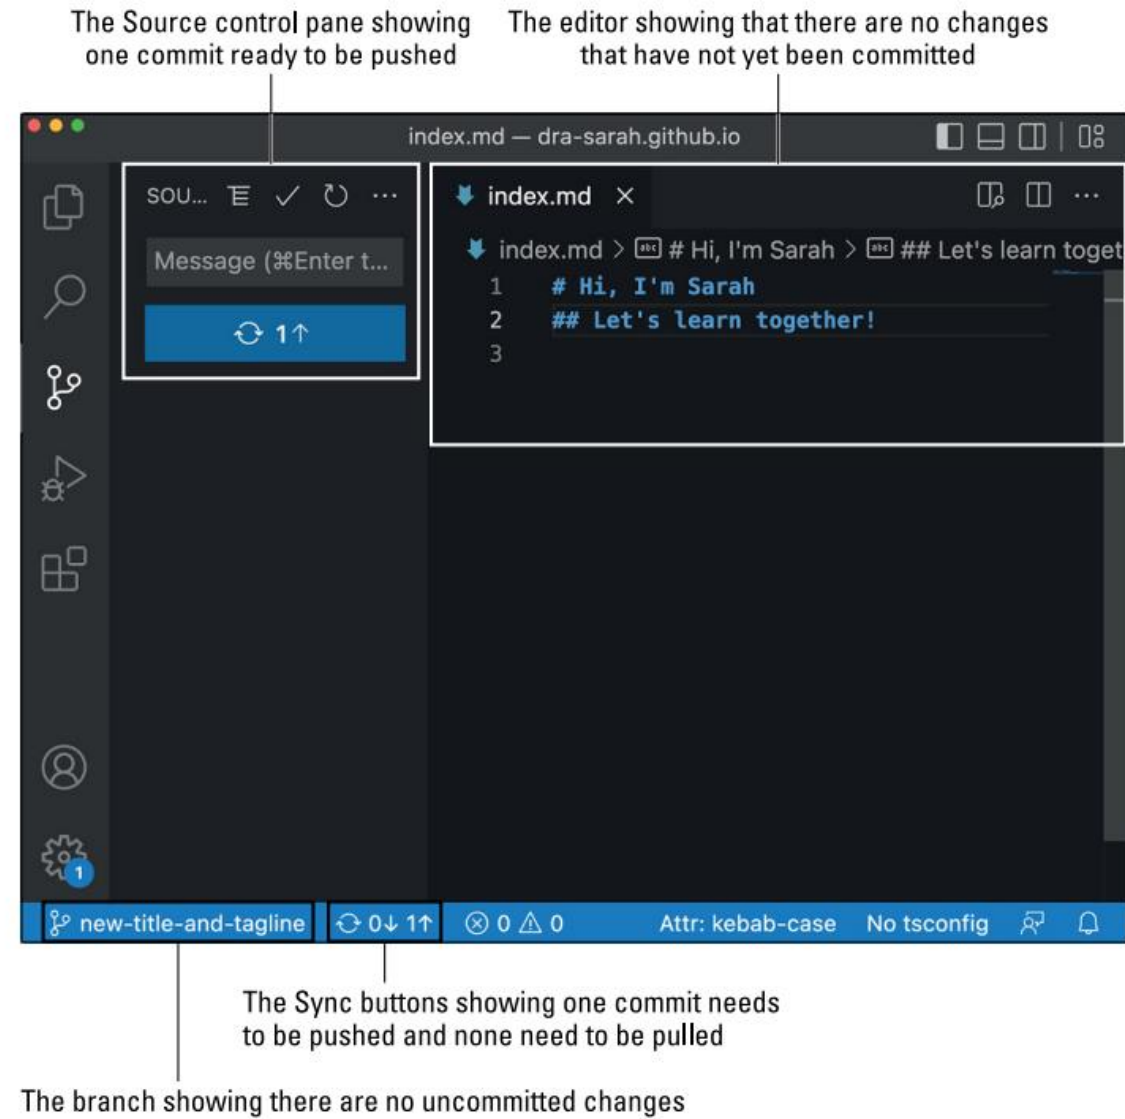 The Source control pane showing
one commit ready to be pushed
The editor showing that there are no changes
that have not yet been committed
index.md — dra-sarah.github.io
SOU...
index.md
Message (⌘Enter t...
index.md > # Hi, I'm Sarah > ## Let's learn toget
1↑
1 # Hi, I'm Sarah
2 ## Let's learn together!
3
1
new-title-and-tagline 0↓ 1↑ 0 0 Attr: kebab-case No tsconfig
The Sync buttons showing one commit needs
to be pushed and none need to be pulled
The branch showing there are no uncommitted changes